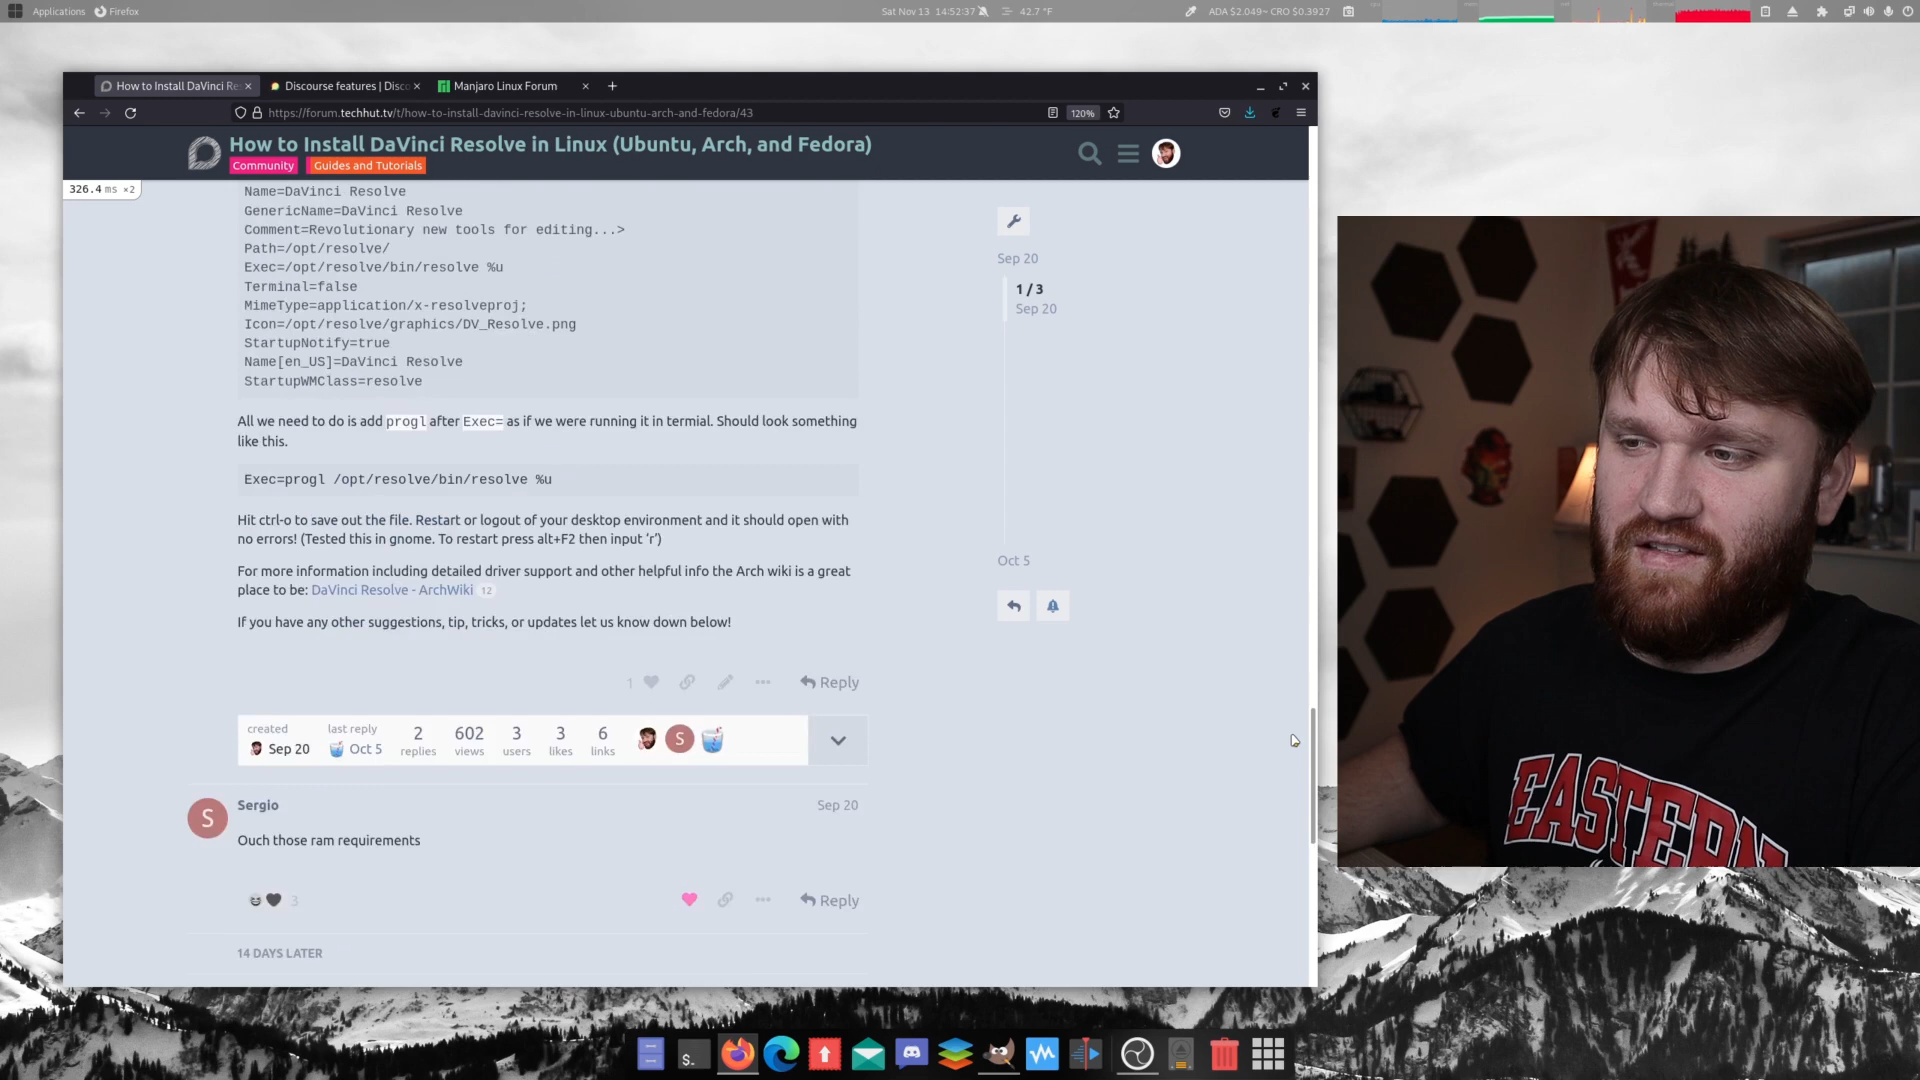 Applications Firefox
Sat Nov 13 14:52:37 42.7 °F
ADA $2.049~ CRO $0.3927
How to Install DaVinci Res
Discourse features | Disco
Manjaro Linux Forum
https://forum.techhut.tv/t/how-to-install-davinci-resolve-in-linux-ubuntu-arch-and-fedora/43
120%
How to Install DaVinci Resolve in Linux (Ubuntu, Arch, and Fedora)
Community Guides and Tutorials
326.4 ms ×2
Name=DaVinci Resolve
GenericName=DaVinci Resolve
Comment=Revolutionary new tools for editing...>
Path=/opt/resolve/
Exec=/opt/resolve/bin/resolve %u
Terminal=false
MimeType=application/x-resolveproj;
Icon=/opt/resolve/graphics/DV_Resolve.png
StartupNotify=true
Name[en_US]=DaVinci Resolve
StartupWMClass=resolve
Sep 20
1 / 3
Sep 20
Oct 5
All we need to do is add progl after Exec= as if we were running it in termial. Should look something
like this.
Exec=progl /opt/resolve/bin/resolve %u
Hit ctrl-o to save out the file. Restart or logout of your desktop environment and it should open with
no errors! (Tested this in gnome. To restart press alt+F2 then input ‘r’)
For more information including detailed driver support and other helpful info the Arch wiki is a great
place to be: DaVinci Resolve - ArchWiki 12
If you have any other suggestions, tip, tricks, or updates let us know down below!
1 Reply
created last reply 2 602 3 3 6
Sep 20 Oct 5 replies views users likes links
S
S
Sergio Sep 20
Ouch those ram requirements
3 Reply
14 DAYS LATER
EASTERN
$.